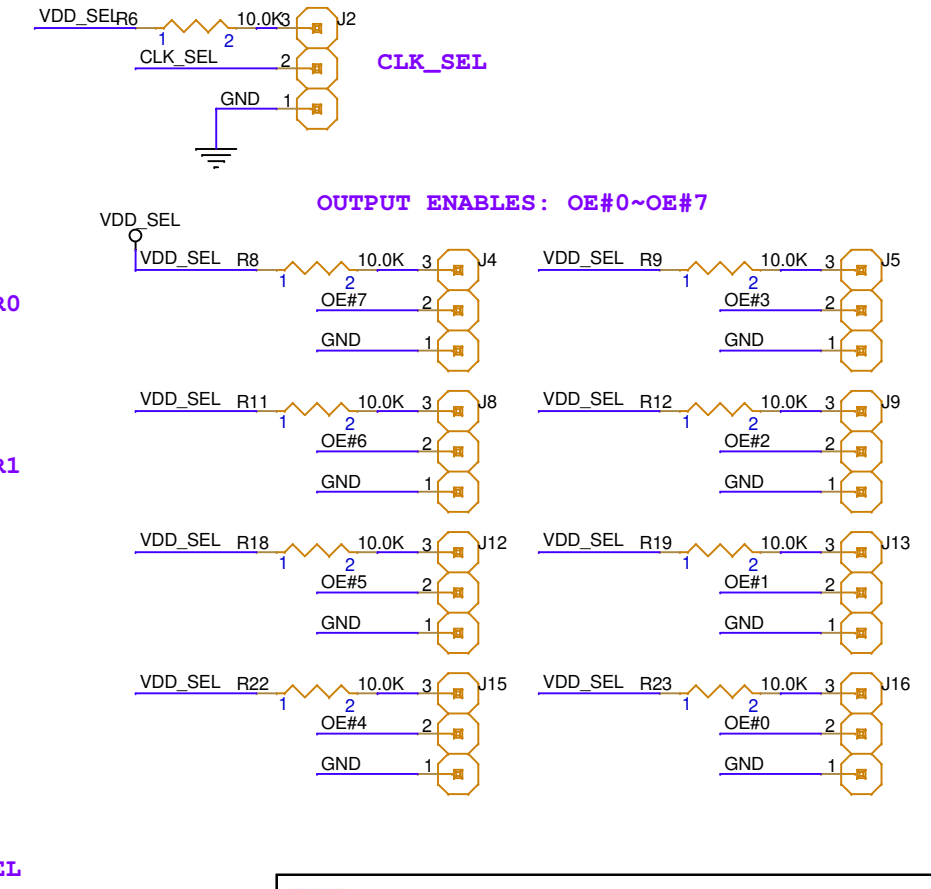 VDD_SEL R6 10.0K 3 J2
1 2
CLK_SEL 2 CLK_SEL
GND 1
OUTPUT ENABLES: OE#0~OE#7
VDD_SEL
VDD_SEL R8 10.0K 3 J4 VDD_SEL R9 10.0K 3 J5
1 2 1 2
R0 OE#7 2 OE#3 2
GND 1 GND 1
VDD_SEL R11 10.0K 3 J8 VDD_SEL R12 10.0K 3 J9
1 2 1 2
OE#6 2 OE#2 2
R1
GND 1 GND 1
VDD_SEL R18 10.0K 3 J12 VDD_SEL R19 10.0K 3 J13
1 2 1 2
OE#5 2 OE#1 2
GND 1 GND 1
VDD_SEL R22 10.0K 3 J15 VDD_SEL R23 10.0K 3 J16
1 2 1 2
OE#4 2 OE#0 2
GND 1 GND 1
EL